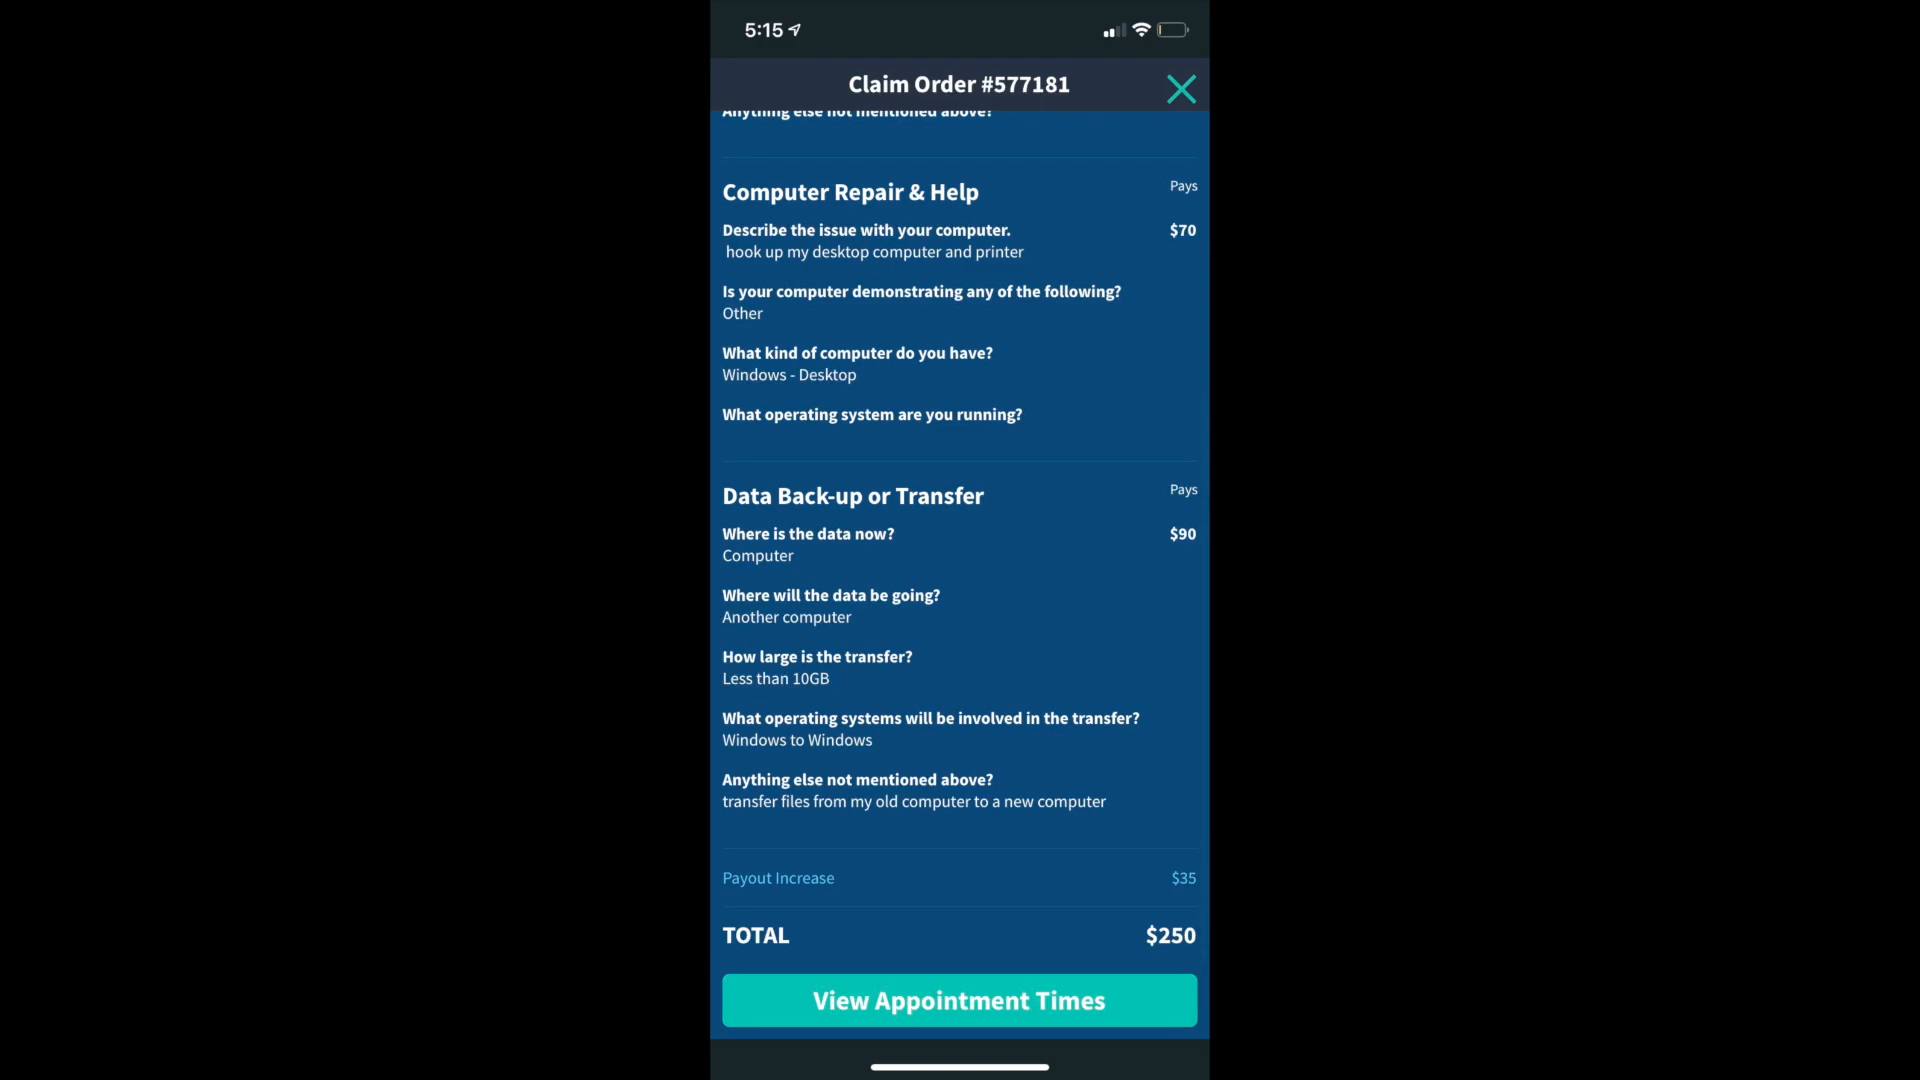 5:15
Claim Order #577181
Anything else not mentioned above?
Computer Repair & Help
Pays
Describe the issue with your computer.
$70
hook up my desktop computer and printer
Is your computer demonstrating any of the following?
Other
What kind of computer do you have?
Windows - Desktop
What operating system are you running?
Data Back-up or Transfer
Pays
Where is the data now?
$90
Computer
Where will the data be going?
Another computer
How large is the transfer?
Less than 10GB
What operating systems will be involved in the transfer?
Windows to Windows
Anything else not mentioned above?
transfer files from my old computer to a new computer
Payout Increase
$35
TOTAL
$250
View Appointment Times